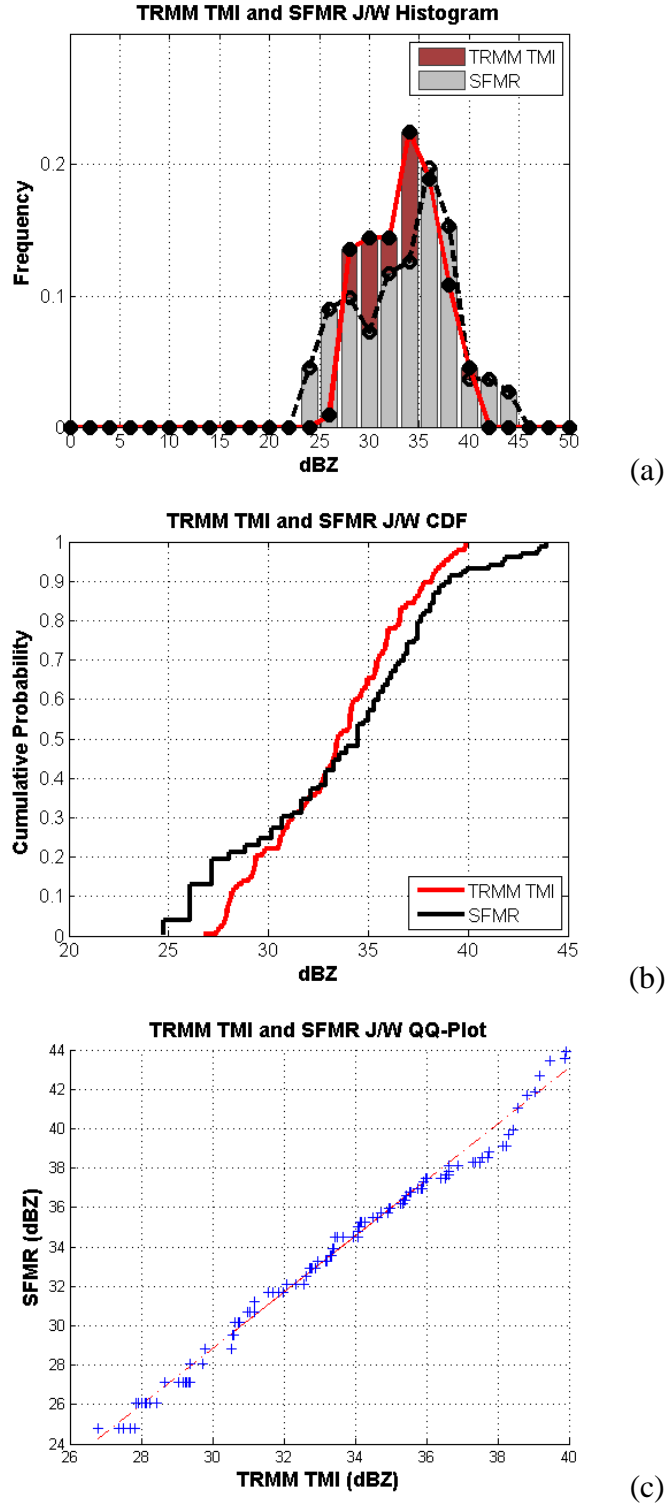 TRMM TMI and SFMR J/W Histogram
TRMM TMI
SFMR
Frequency
0.2
0.1
0
0 5 10 15 20 25 30 35 40 45 50
dBZ
(a)
TRMM TMI and SFMR J/W CDF
Cumulative Probability
1
0.9
0.8
0.7
0.6
0.5
0.4
0.3
0.2
0.1
0
TRMM TMI
SFMR
20 25 30 35 40 45
dBZ
(b)
TRMM TMI and SFMR J/W QQ-Plot
SFMR (dBZ)
44
42
40
38
36
34
32
30
28
26
24
26 28 30 32 34 36 38 40
TRMM TMI (dBZ)
(c)